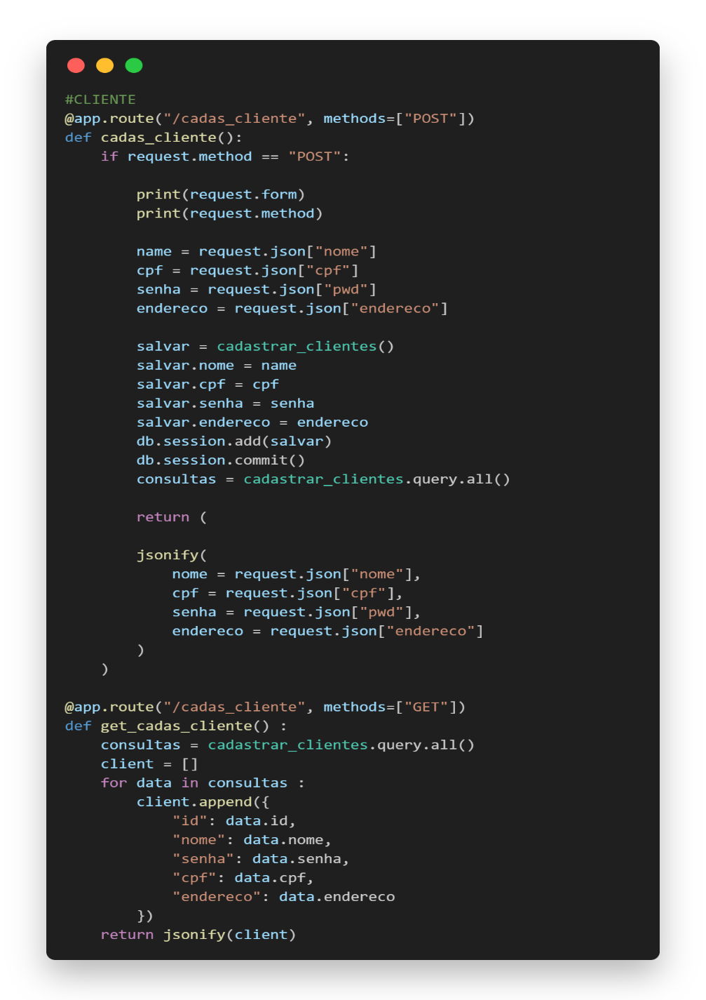 #CLIENTE
@app.route("/cadas_cliente", methods=["POST"])
def cadas_cliente():
    if request.method == "POST":

        print(request.form)
        print(request.method)

        name = request.json["nome"]
        cpf = request.json["cpf"]
        senha = request.json["pwd"]
        endereco = request.json["endereco"]

        salvar = cadastrar_clientes()
        salvar.nome = name
        salvar.cpf = cpf
        salvar.senha = senha
        salvar.endereco = endereco
        db.session.add(salvar)
        db.session.commit()
        consultas = cadastrar_clientes.query.all()

        return (

        jsonify(
            nome = request.json["nome"],
            cpf = request.json["cpf"],
            senha = request.json["pwd"],
            endereco = request.json["endereco"]
        )
    )

@app.route("/cadas_cliente", methods=["GET"])
def get_cadas_cliente() :
    consultas = cadastrar_clientes.query.all()
    client = []
    for data in consultas :
        client.append({
            "id": data.id,
            "nome": data.nome,
            "senha": data.senha,
            "cpf": data.cpf,
            "endereco": data.endereco
        })
    return jsonify(client)